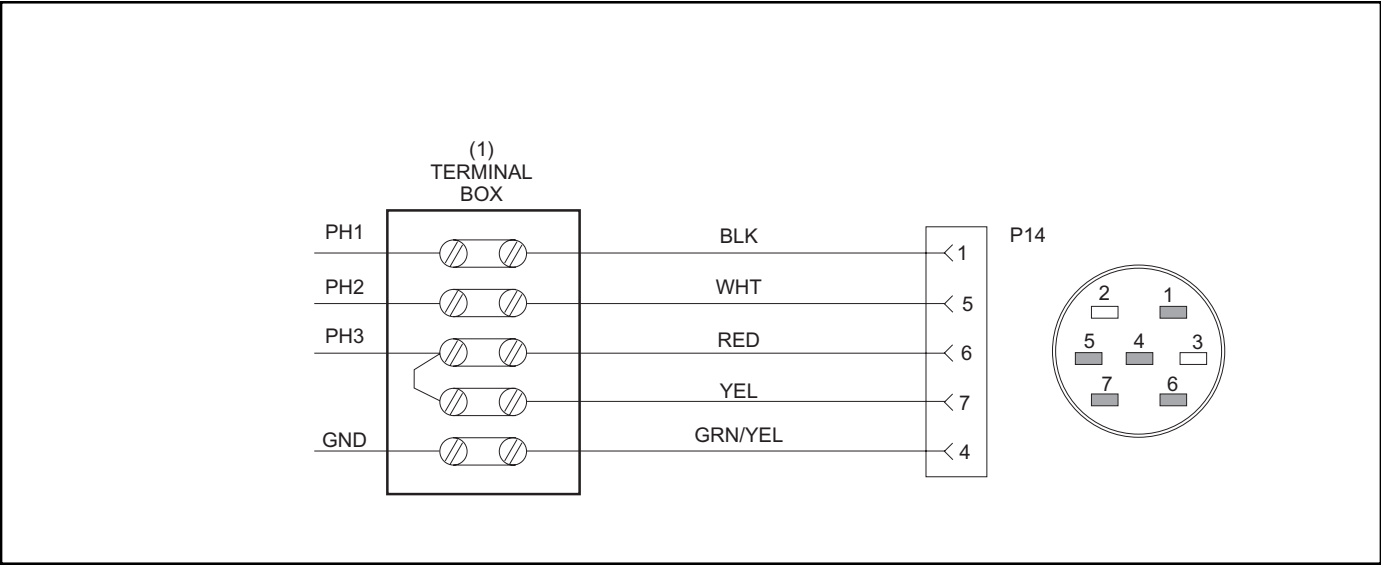 (1)
TERMINAL
BOX
PH1
BLK
1
P14
PH2
WHT
5
PH3
RED
6
YEL
7
GND
GRN/YEL
4
2
1
5
4
3
7
6